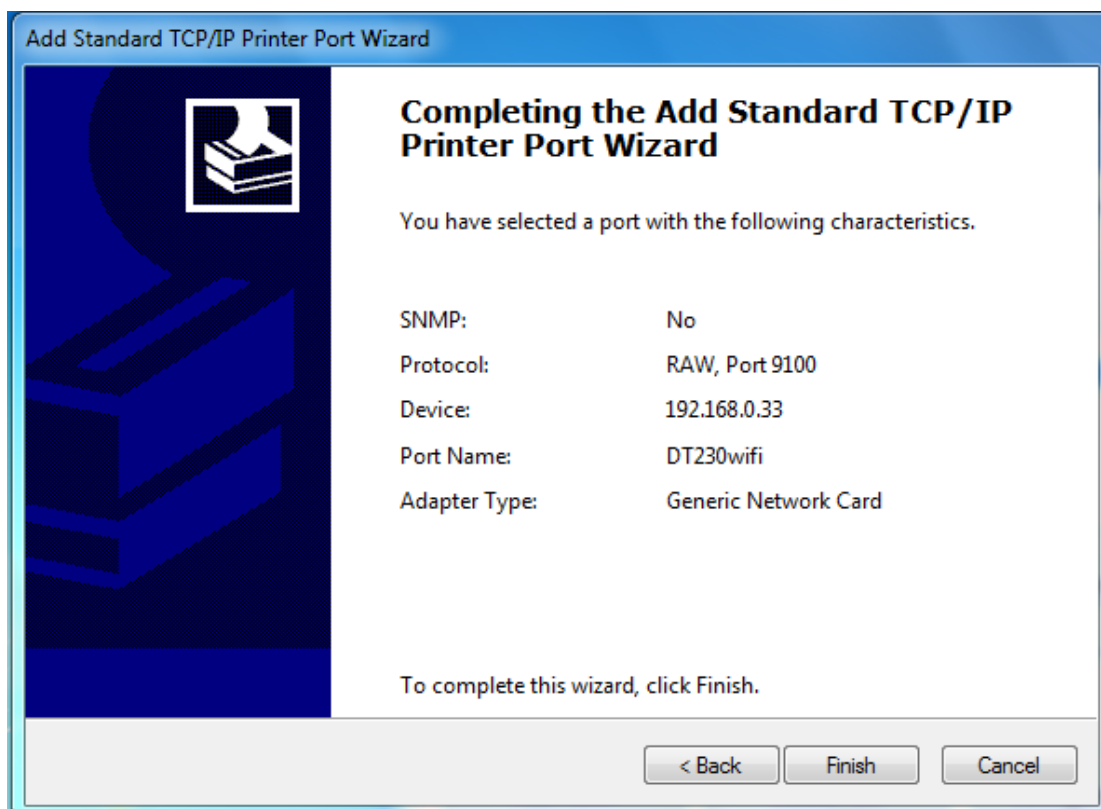 Add Standard TCP/IP Printer Port Wizard
Completing the Add Standard TCP/IP
Printer Port Wizard
You have selected a port with the following characteristics.
SNMP: No
Protocol: RAW, Port 9100
Device: 192.168.0.33
Port Name: DT230wifi
Adapter Type: Generic Network Card
To complete this wizard, click Finish.
< Back Finish Cancel